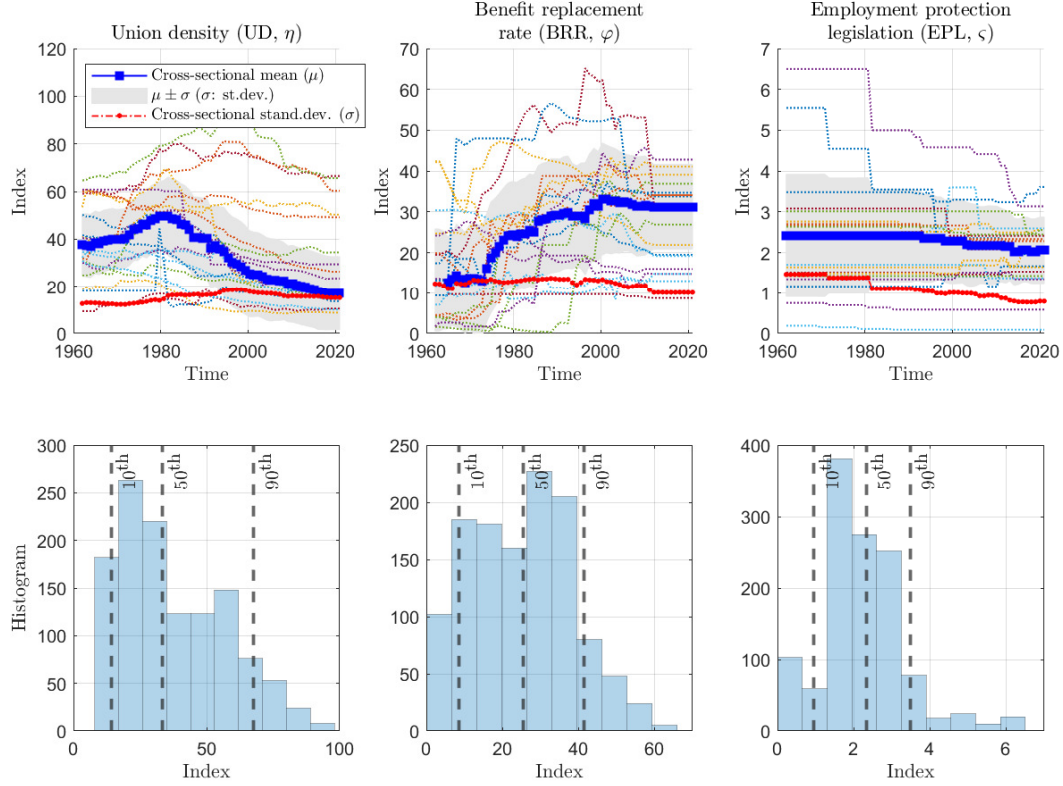 Union density (UD, η)
Index
120
100
80
60
40
20
0
1960
1980
2000
2020
Time
Cross-sectional mean (μ)
μ ± σ (σ: st.dev.)
Cross-sectional stand.dev. (σ)
Benefit replacement
rate (BRR, φ)
Index
70
60
50
40
30
20
10
0
1960
1980
2000
2020
Time
Employment protection
legislation (EPL, ς)
Index
7
6
5
4
3
2
1
0
1960
1980
2000
2020
Time
Histogram
300
250
200
150
100
50
0
10th
50th
90th
0
50
100
Index
250
200
150
100
50
0
10th
50th
90th
0
20
40
60
Index
400
300
200
100
0
10th
50th
90th
0
2
4
6
Index